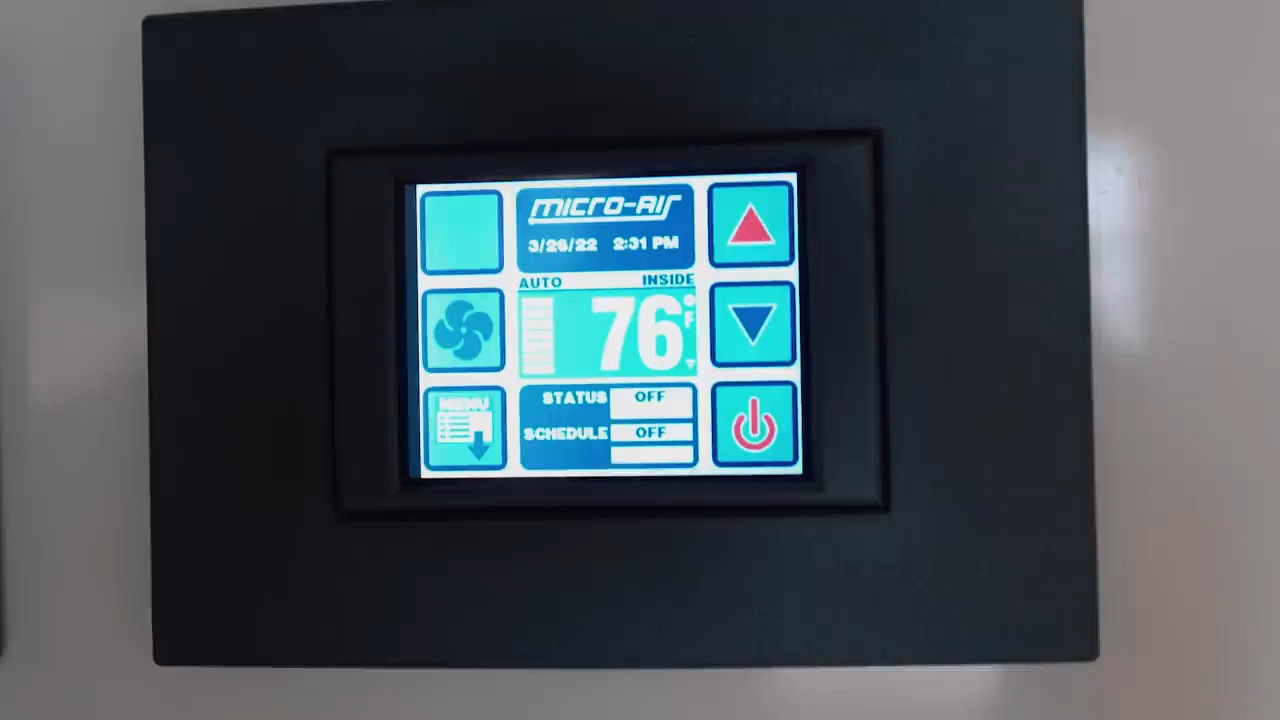 MICRO-AIR
3/26/22 2:31 PM
AUTO INSIDE
76°F
MENU
STATUS OFF
SCHEDULE OFF